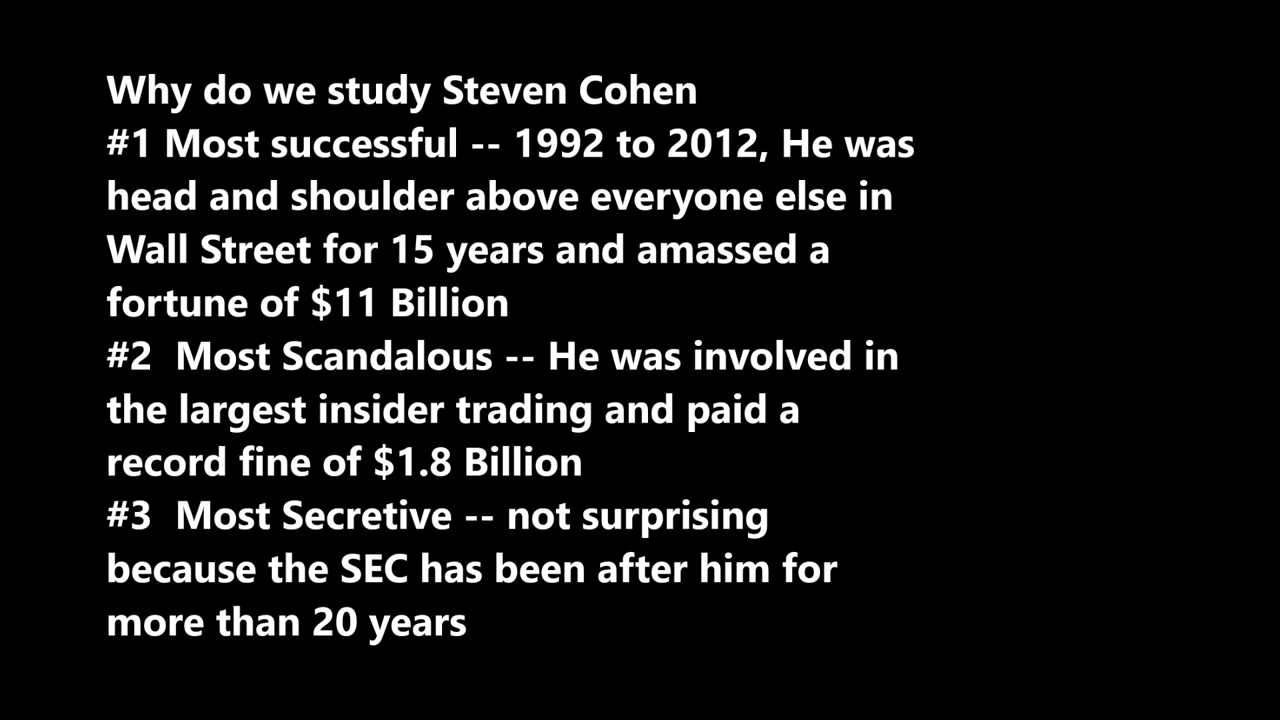 Why do we study Steven Cohen
#1 Most successful -- 1992 to 2012, He was
head and shoulder above everyone else in
Wall Street for 15 years and amassed a
fortune of $11 Billion
#2  Most Scandalous -- He was involved in
the largest insider trading and paid a
record fine of $1.8 Billion
#3  Most Secretive -- not surprising
because the SEC has been after him for
more than 20 years